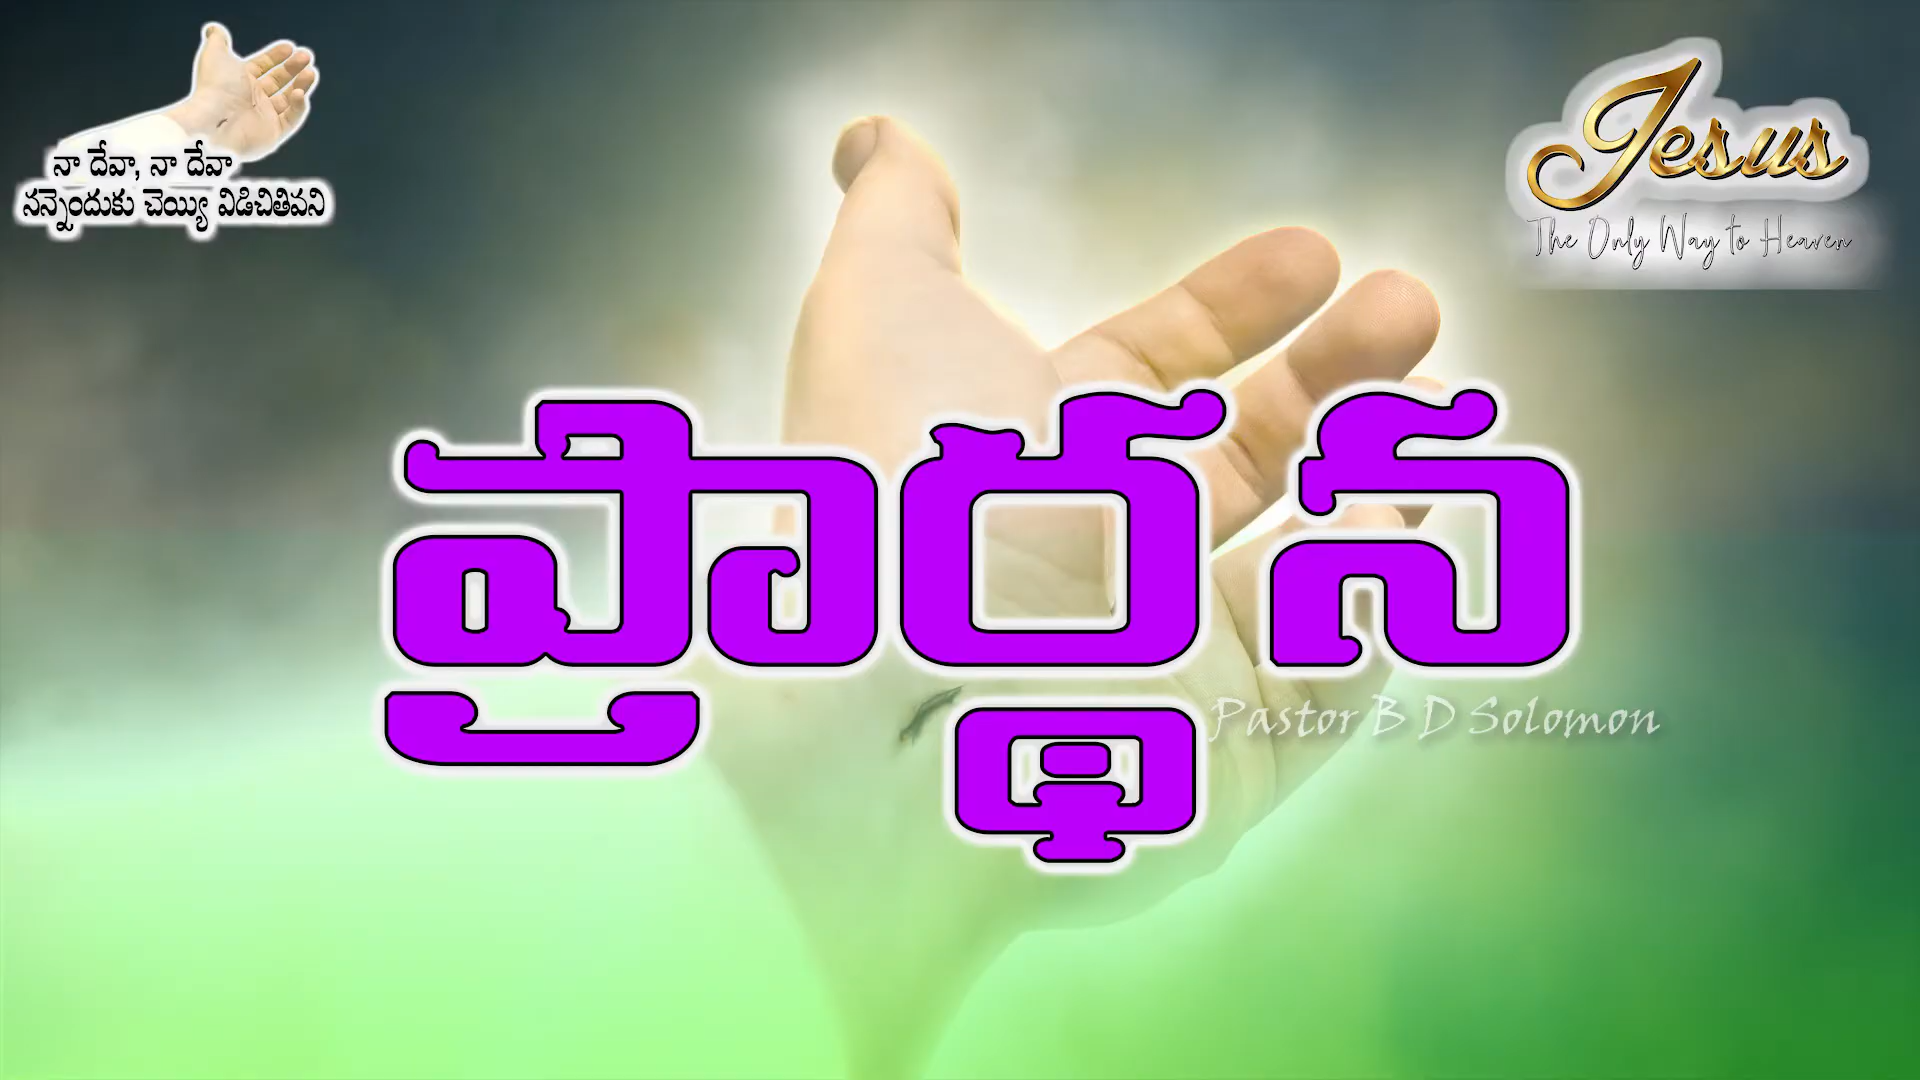 నా దేవా, నా దేవా
నన్నెందుకు చెయ్యి విడిచితివని
Jesus
The Only Way to Heaven
ప్రార్థన
Pastor B D Solomon